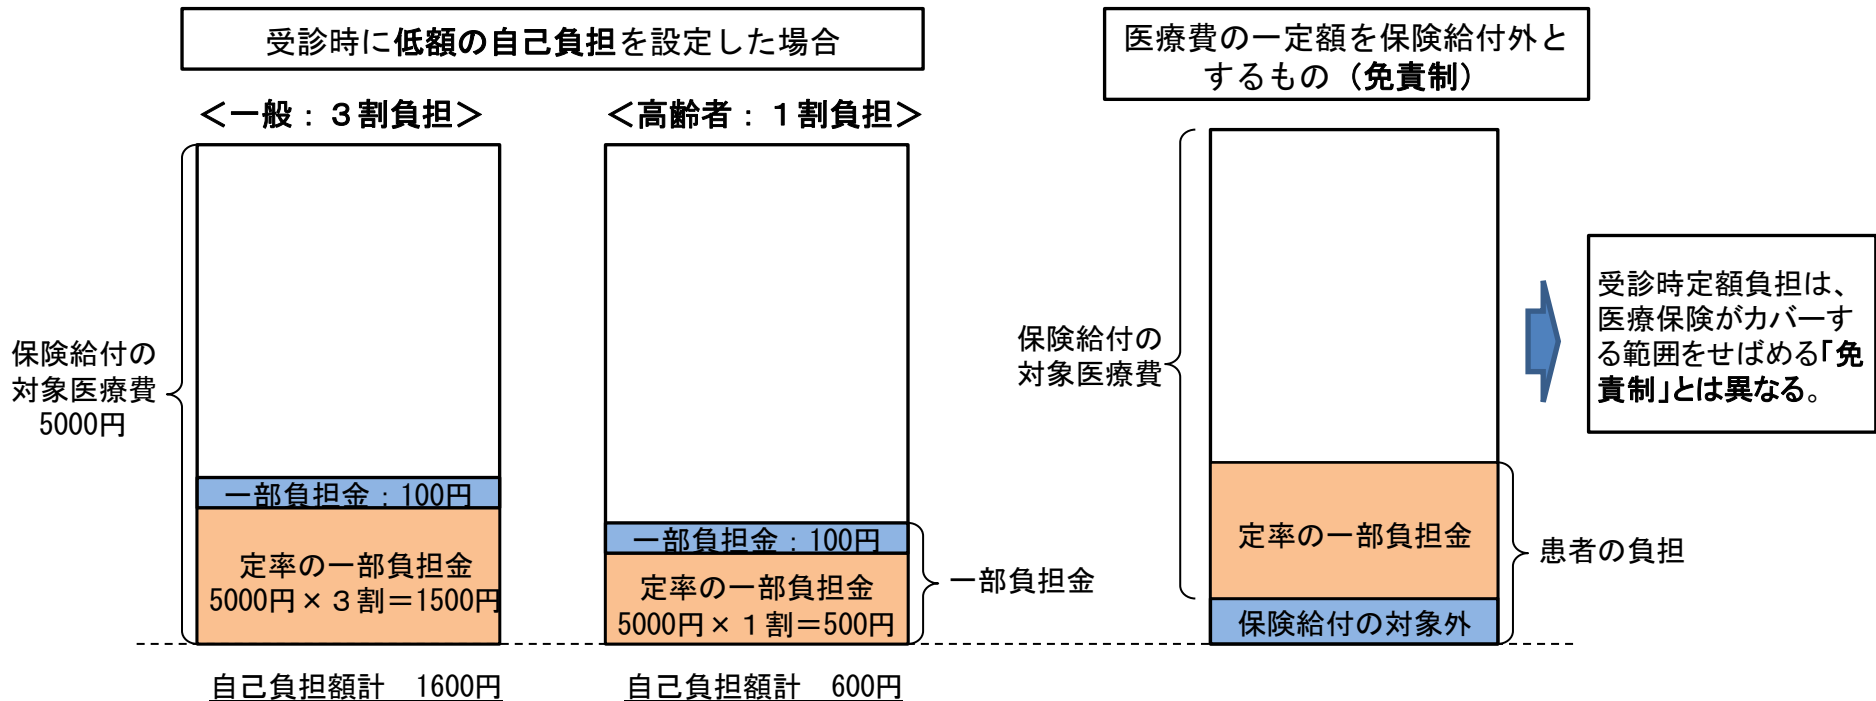 受診時に低額の自己負担を設定した場合
＜一般：３割負担＞
＜高齢者：１割負担＞
保険給付の
対象医療費
5000円
一部負担金：100円
定率の一部負担金
5000円×３割＝1500円
自己負担額計　1600円
一部負担金：100円
定率の一部負担金
5000円×１割＝500円
一部負担金
自己負担額計　600円
医療費の一定額を保険給付外と
するもの（免責制）
保険給付の
対象医療費
定率の一部負担金
保険給付の対象外
患者の負担
受診時定額負担は、
医療保険がカバーす
る範囲をせばめる「免
責制」とは異なる。